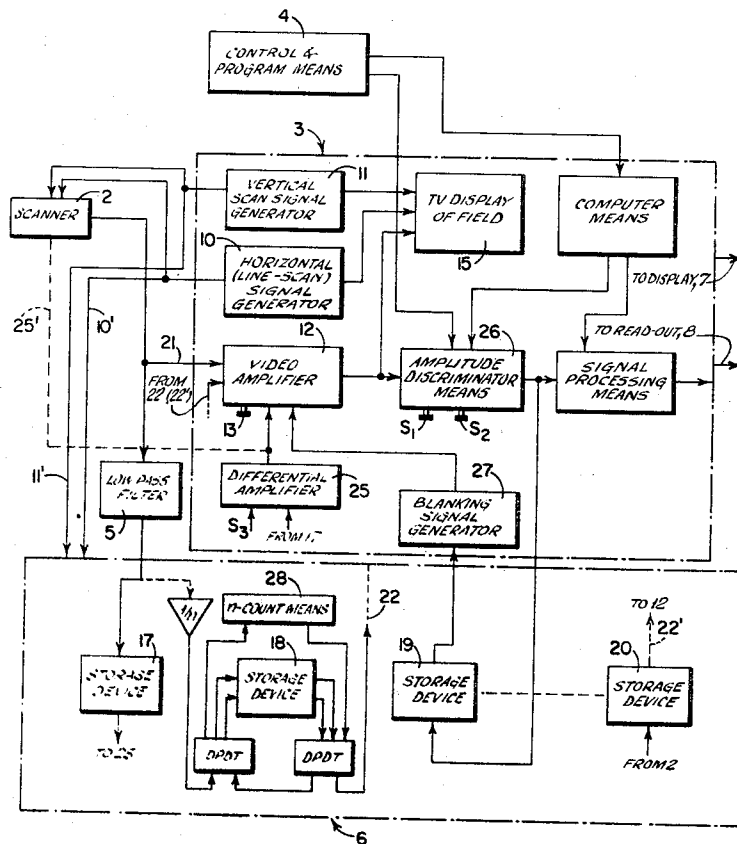 4
CONTROL &
PROGRAM MEANS
3
2
SCANNER
VERTICAL
SCAN SIGNAL
GENERATOR
11
TV DISPLAY
OF FIELD
15
COMPUTER
MEANS
10
HORIZONTAL
(LINE-SCAN)
SIGNAL
GENERATOR
TO DISPLAY, 7
25'
10'
21
FROM
22 (22')
12
VIDEO
AMPLIFIER
13
26
AMPLITUDE
DISCRIMINATOR
MEANS
S1
S2
TO READ-OUT, 8
SIGNAL
PROCESSING
MEANS
11'
LOW PASS
FILTER
5
DIFFERENTIAL
AMPLIFIER
25
S3
FROM 17
27
BLANKING
SIGNAL
GENERATOR
1/n
28
n-COUNT MEANS
22
TO 12
22'
17
STORAGE
DEVICE
TO 25
18
STORAGE
DEVICE
DPDT
DPDT
19
STORAGE
DEVICE
20
STORAGE
DEVICE
FROM 2
6